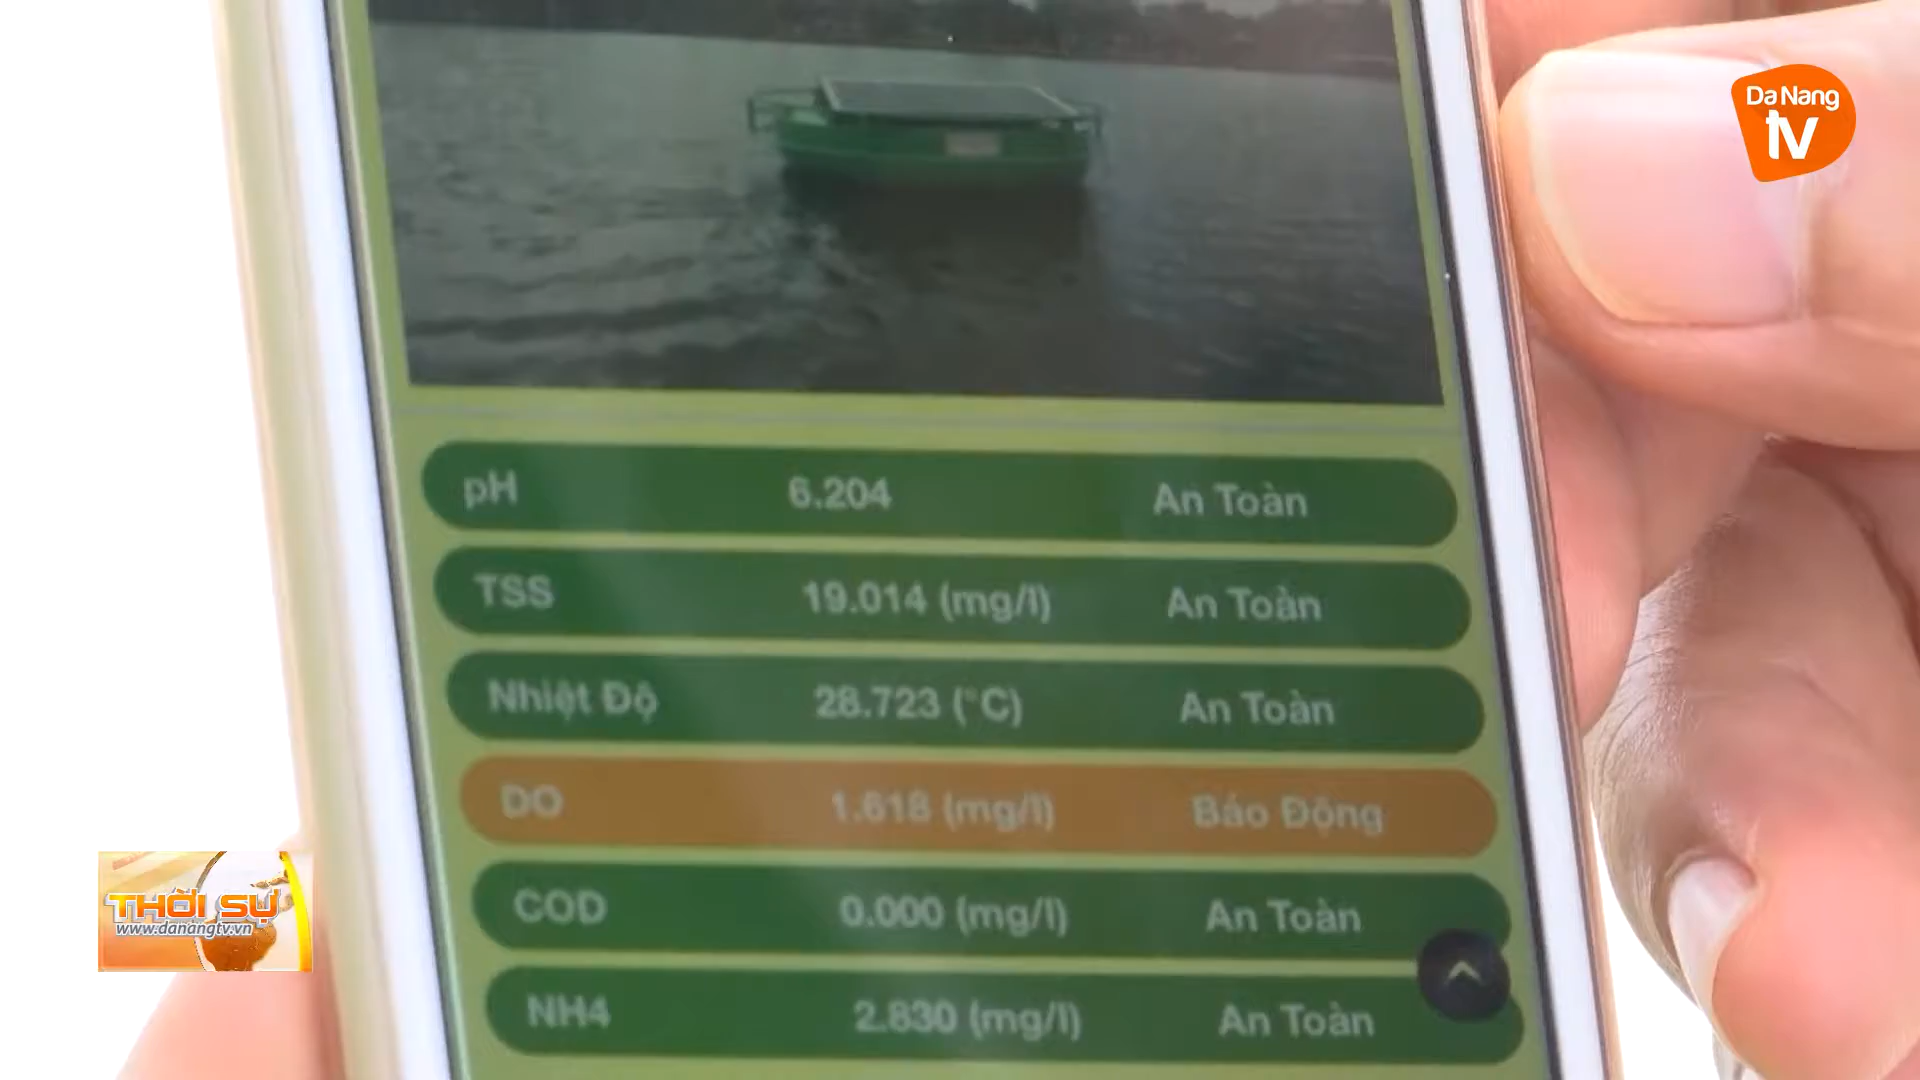 Da Nang
tv
pH 6.204 An Toàn
TSS 19.014 (mg/l) An Toàn
Nhiệt Độ 28.723 (°C) An Toàn
DO 1.618 (mg/l) Báo Động
COD 0.000 (mg/l) An Toàn
NH4 2.830 (mg/l) An Toàn
THỜI SỰ
www.danangtv.vn